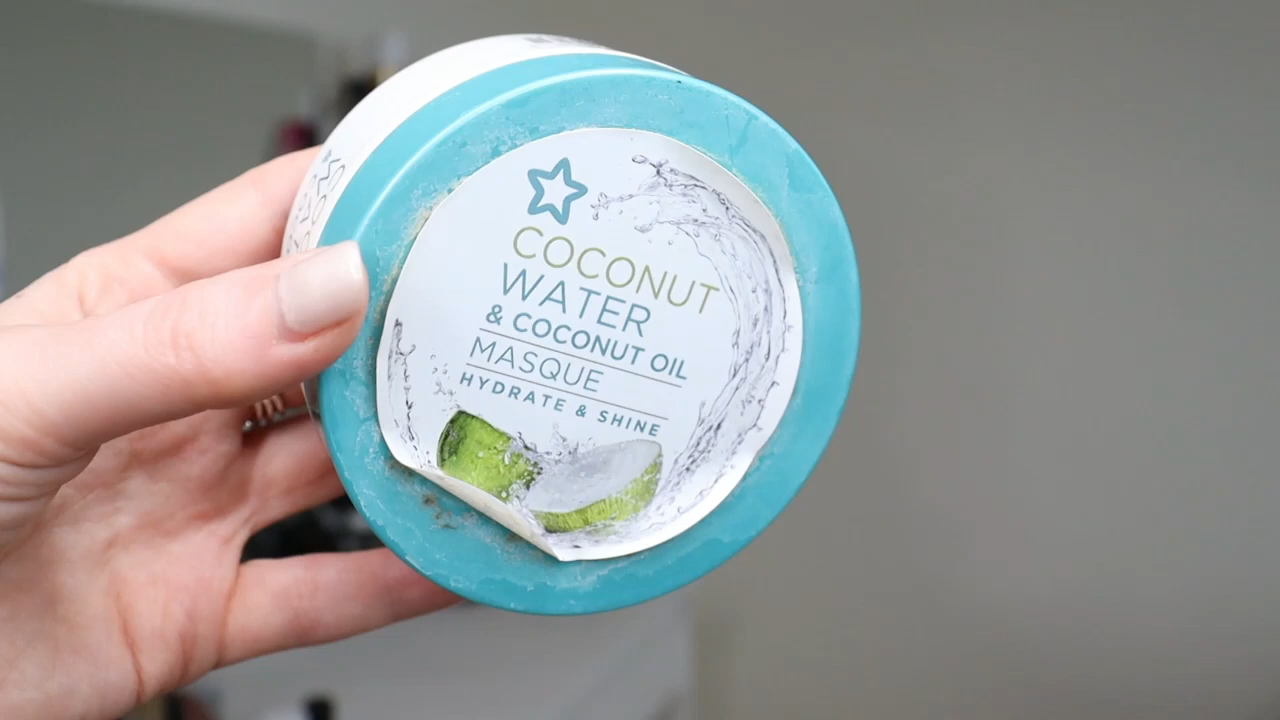 COCONUT
WATER
& COCONUT OIL
MASQUE
HYDRATE & SHINE